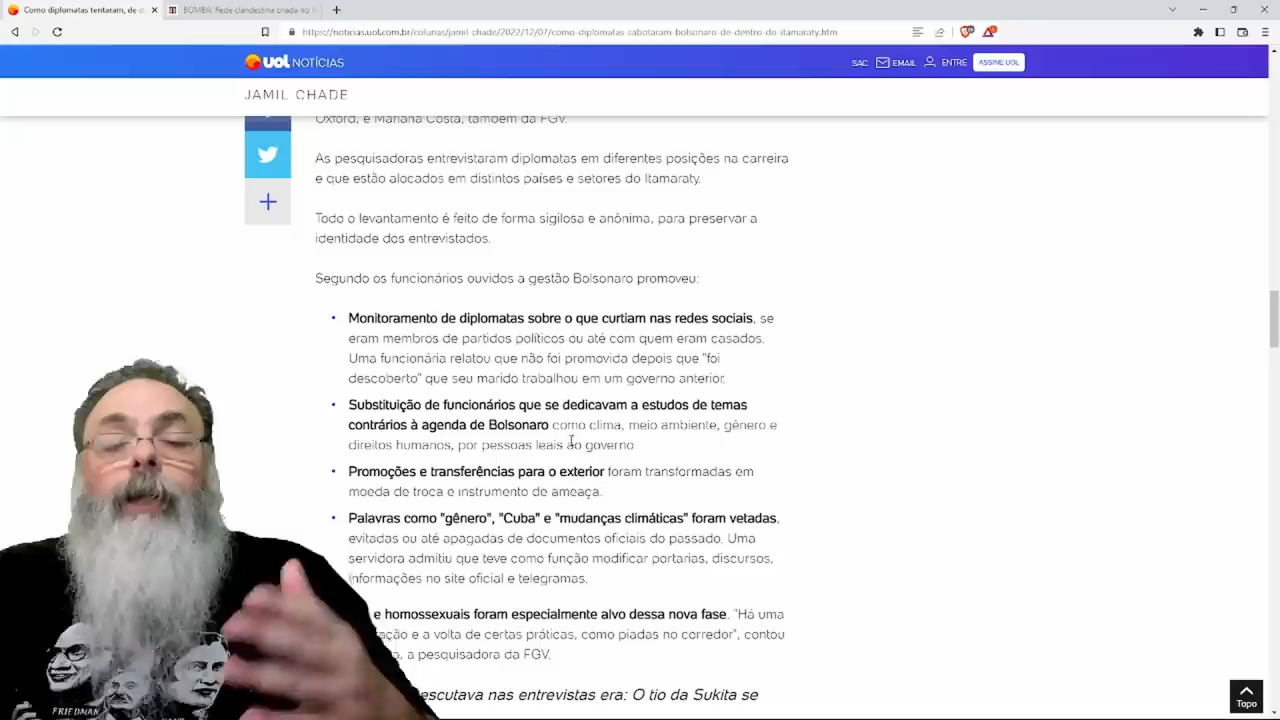 Como diplomatas tentaram, de d
BOMBA: Rede clandestina criada no
https://noticias.uol.com.br/colunas/jamil-chade/2022/12/07/como-diplomatas-sabotaram-bolsonaro-de-dentro-do-itamaraty.htm
uol NOTÍCIAS
SAC EMAIL ENTRE ASSINE UOL
JAMIL CHADE
Oxford, e Mariana Costa, também da FGV.
As pesquisadoras entrevistaram diplomatas em diferentes posições na carreira
e que estão alocados em distintos países e setores do Itamaraty.
Todo o levantamento é feito de forma sigilosa e anônima, para preservar a
identidade dos entrevistados.
Segundo os funcionários ouvidos a gestão Bolsonaro promoveu:
Monitoramento de diplomatas sobre o que curtiam nas redes sociais, se
eram membros de partidos políticos ou até com quem eram casados.
Uma funcionária relatou que não foi promovida depois que "foi
descoberto" que seu marido trabalhou em um governo anterior.
Substituição de funcionários que se dedicavam a estudos de temas
contrários à agenda de Bolsonaro como clima, meio ambiente, gênero e
direitos humanos, por pessoas leais ao governo.
Promoções e transferências para o exterior foram transformadas em
moeda de troca e instrumento de ameaça.
Palavras como "gênero", "Cuba" e "mudanças climáticas" foram vetadas,
evitadas ou até apagadas de documentos oficiais do passado. Uma
servidora admitiu que teve como função modificar portarias, discursos,
informações no site oficial e telegramas.
e homossexuais foram especialmente alvo dessa nova fase. "Há uma
ação e a volta de certas práticas, como piadas no corredor", contou
a pesquisadora da FGV.
escutava nas entrevistas era: O tio da Sukita se
FRIEDMAN
Topo